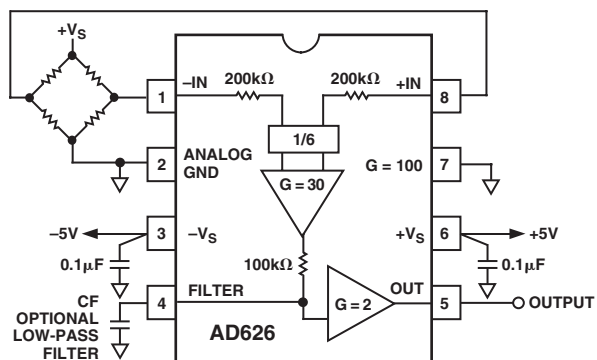 +VS
–IN
200kΩ
200kΩ
+IN
1
8
1/6
ANALOG
GND
2
G = 30
G = 100
7
–5V
3
–VS
+VS
6
+5V
0.1µF
100kΩ
0.1µF
CF
OPTIONAL
LOW-PASS
FILTER
4
FILTER
G = 2
OUT
5
OUTPUT
AD626